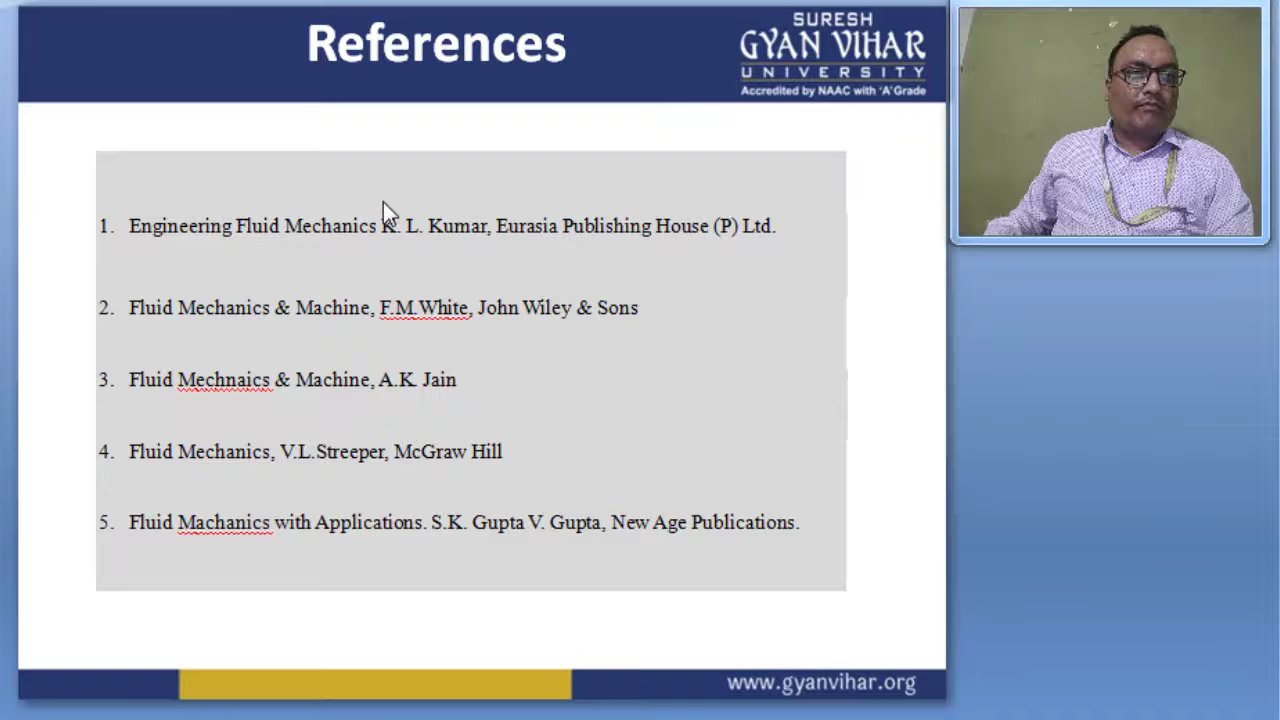 References
SURESH
GYAN VIHAR
UNIVERSITY
Accredited by NAAC with 'A' Grade
1. Engineering Fluid Mechanics K. L. Kumar, Eurasia Publishing House (P) Ltd.
2. Fluid Mechanics & Machine, F.M.White, John Wiley & Sons
3. Fluid Mechnaics & Machine, A.K. Jain
4. Fluid Mechanics, V.L.Streeper, McGraw Hill
5. Fluid Machanics with Applications. S.K. Gupta V. Gupta, New Age Publications.
www.gyanvihar.org